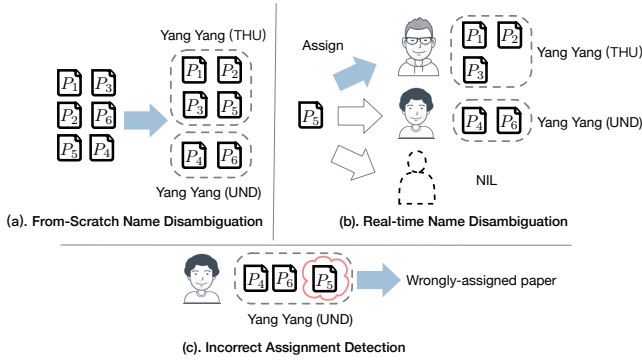 Yang Yang (THU)
P1 P2
P3 P5
P1 P3
P2 P6
P5 P4
P4 P6
Yang Yang (UND)
(a). From-Scratch Name Disambiguation
Assign
P1 P2
P3
Yang Yang (THU)
P5
P4 P6
Yang Yang (UND)
NIL
(b). Real-time Name Disambiguation
P4 P6 P5
Wrongly-assigned paper
Yang Yang (UND)
(c). Incorrect Assignment Detection